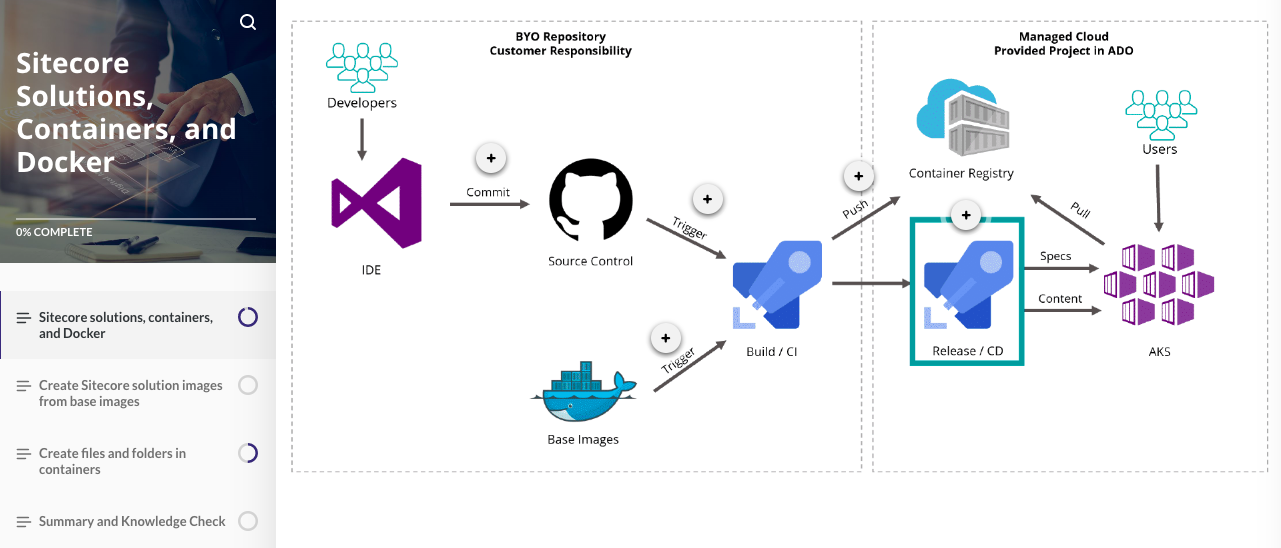 Sitecore
Solutions,
Containers, and
Docker
0% COMPLETE
Sitecore solutions, containers,
and Docker
Create Sitecore solution images
from base images
Create files and folders in
containers
Summary and Knowledge Check
BYO Repository
Customer Responsibility
Developers
IDE
Commit
Source Control
Trigger
Base Images
Trigger
Build / CI
Push
Managed Cloud
Provided Project in ADO
Container Registry
Users
Pull
Release / CD
Specs
Content
AKS